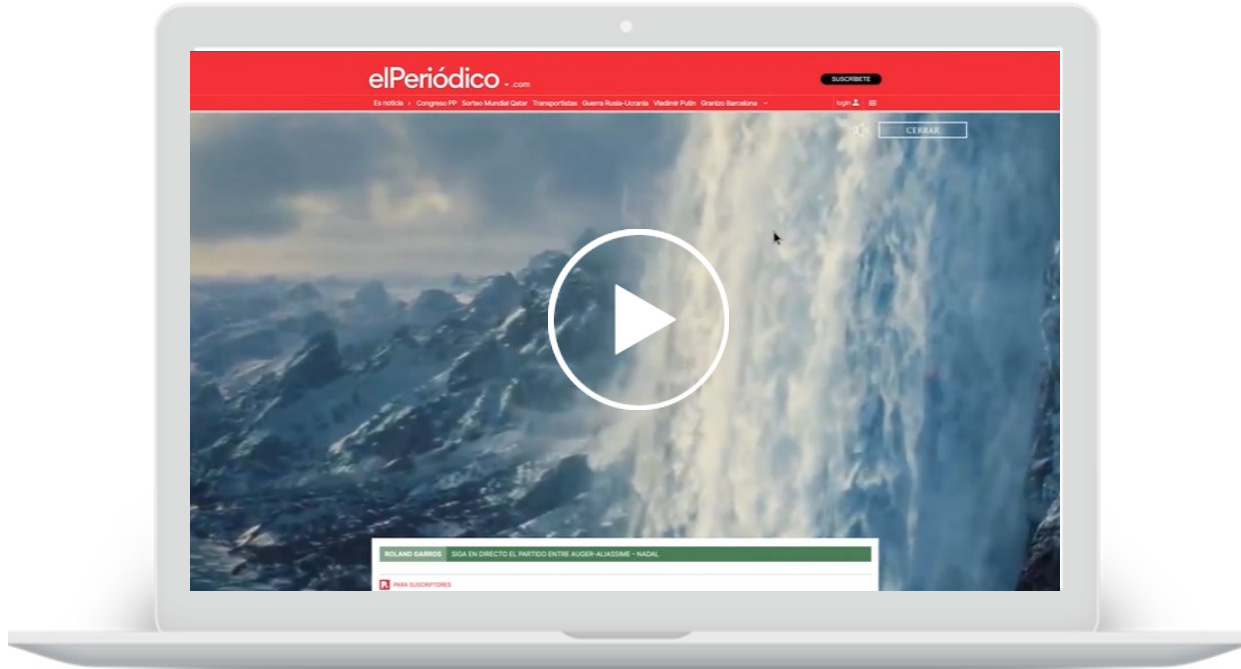 elPeriódico .com
SUSCRÍBETE
Es noticia › Congreso PP Sorteo Mundial Qatar Transportistas Guerra Rusia-Ucrania Vladímir Putin Granizo Barcelona
login
CERRAR
ROLAND GARROS SIGA EN DIRECTO EL PARTIDO ENTRE AUGER-ALIASSIME - NADAL
PARA SUSCRIPTORES